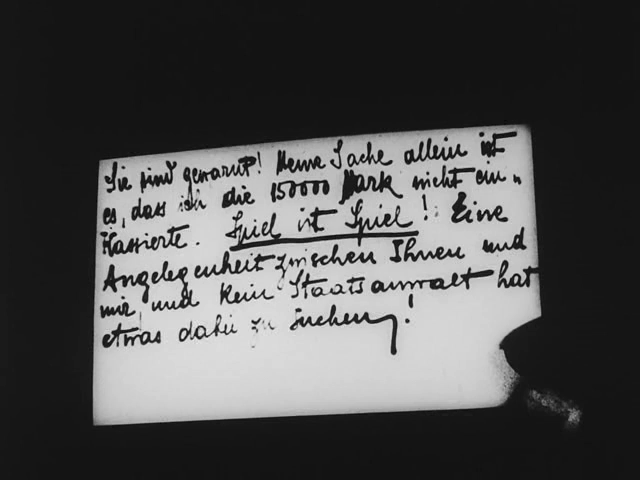 Sie sind gewarnt! Meine Sache allein ist
es, dass ich die 150000 Mark nicht ein-
kassierte. Spiel ist Spiel! Eine
Angelegenheit zwischen Ihnen und
mir, und kein Staatsanwalt hat
etwas dabei zu suchen!